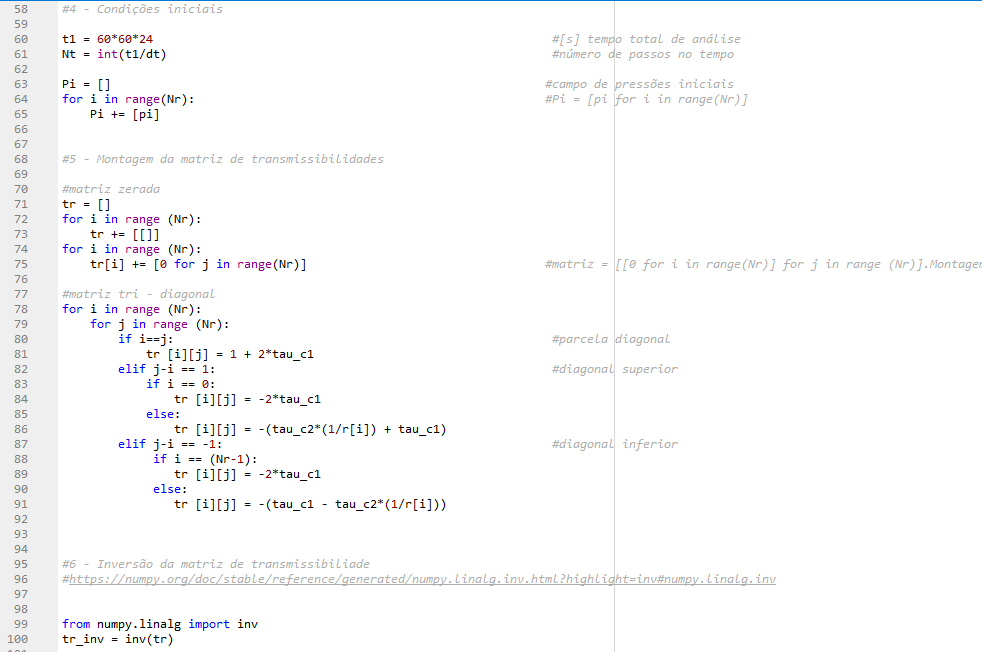 58 #4 - Condições iniciais
59
60 t1 = 60*60*24 #[s] tempo total de análise
61 Nt = int(t1/dt) #número de passos no tempo
62
63 Pi = [] #campo de pressões iniciais
64 for i in range(Nr): #Pi = [pi for i in range(Nr)]
65 Pi += [pi]
66
67
68 #5 - Montagem da matriz de transmissibilidades
69
70 #matriz zerada
71 tr = []
72 for i in range (Nr):
73 tr += [[]]
74 for i in range (Nr):
75 tr[i] += [0 for j in range(Nr)] #matriz = [[0 for i in range(Nr)] for j in range (Nr)].Montagen
76
77 #matriz tri - diagonal
78 for i in range (Nr):
79 for j in range (Nr):
80 if i==j: #parcela diagonal
81 tr [i][j] = 1 + 2*tau_c1
82 elif j-i == 1: #diagonal superior
83 if i == 0:
84 tr [i][j] = -2*tau_c1
85 else:
86 tr [i][j] = -(tau_c2*(1/r[i]) + tau_c1)
87 elif j-i == -1: #diagonal inferior
88 if i == (Nr-1):
89 tr [i][j] = -2*tau_c1
90 else:
91 tr [i][j] = -(tau_c1 - tau_c2*(1/r[i]))
92
93
94
95 #6 - Inversão da matriz de transmissibiliade
96 #https://numpy.org/doc/stable/reference/generated/numpy.linalg.inv.html?highlight=inv#numpy.linalg.inv
97
98
99 from numpy.linalg import inv
100 tr_inv = inv(tr)